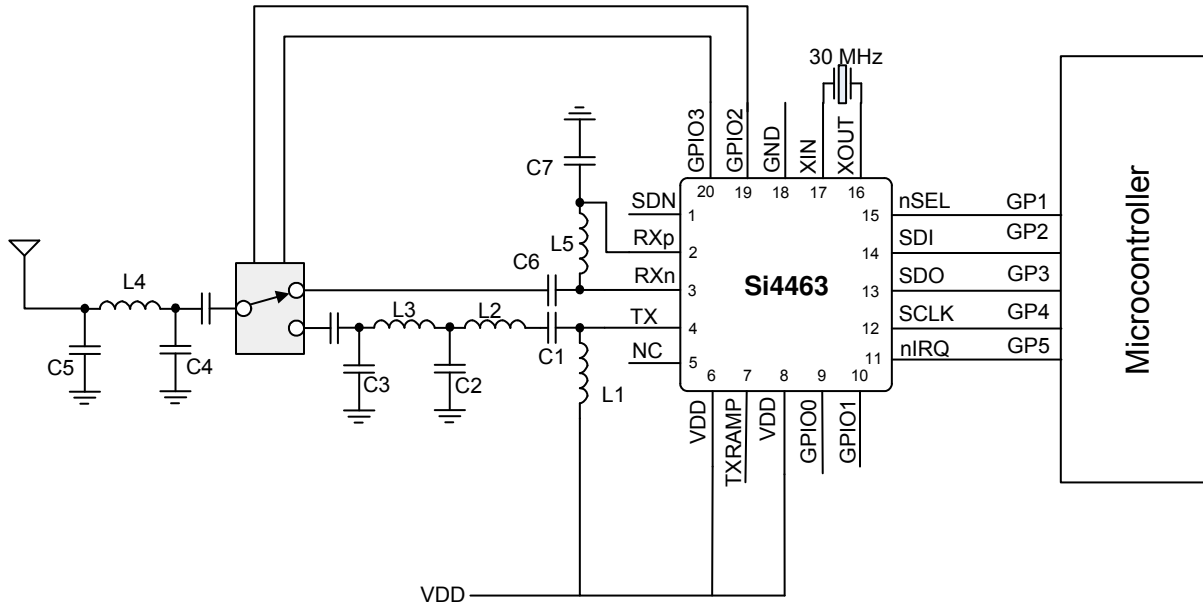 30 MHz
GPIO3
GPIO2
GND
XIN
XOUT
C7
20
19
18
17
16
SDN
1
15
nSEL
GP1
L5
RXp
2
14
SDI
GP2
C6
RXn
3
Si4463
13
SDO
GP3
L4
L3
L2
TX
4
12
SCLK
GP4
C5
C4
C1
NC
5
11
nIRQ
GP5
C3
C2
L1
6
7
8
9
10
VDD
TXRAMP
VDD
GPIO0
GPIO1
Microcontroller
VDD